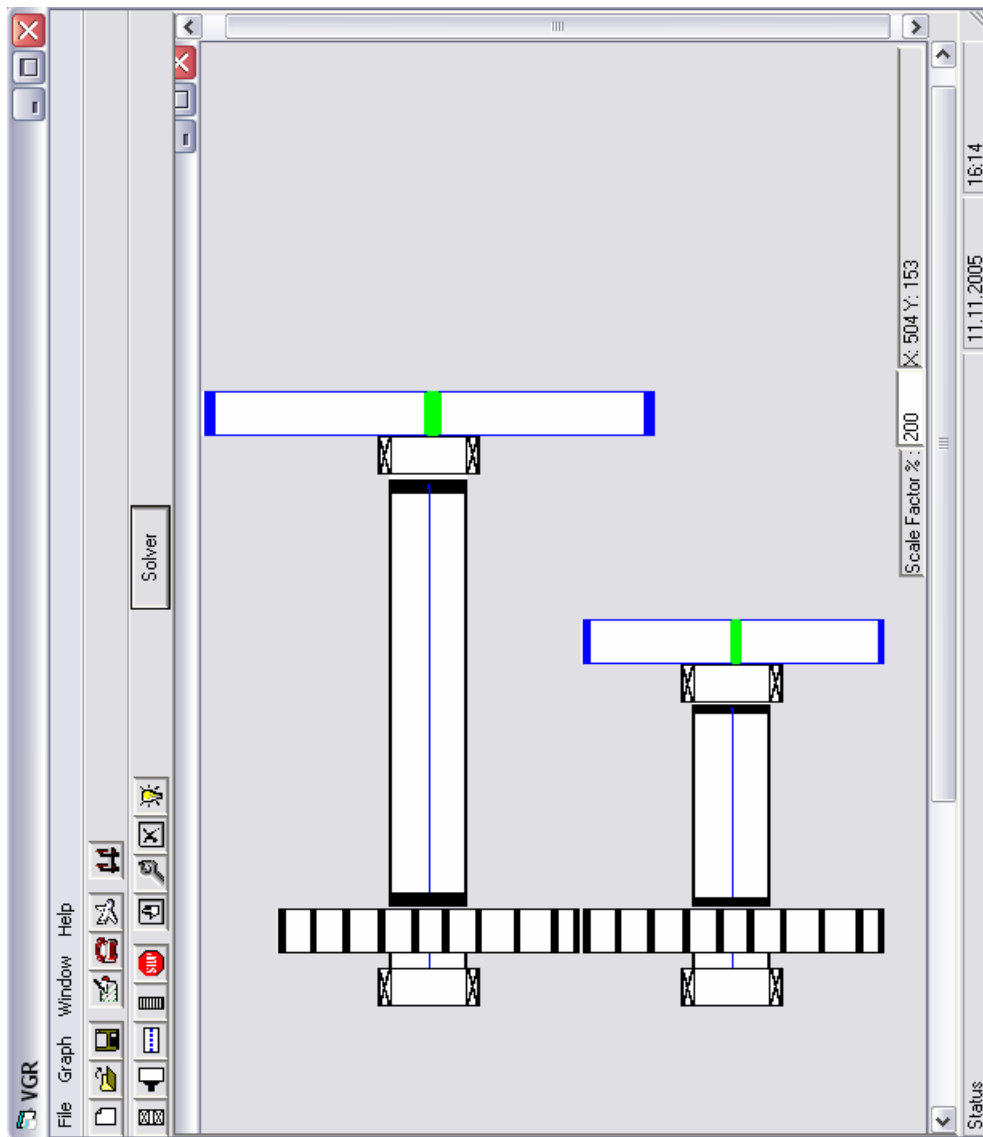 VGR
File Graph Window Help
Solver
Scale Factor % : 200 X: 504 Y: 153
Status 11.11.2005 16:14